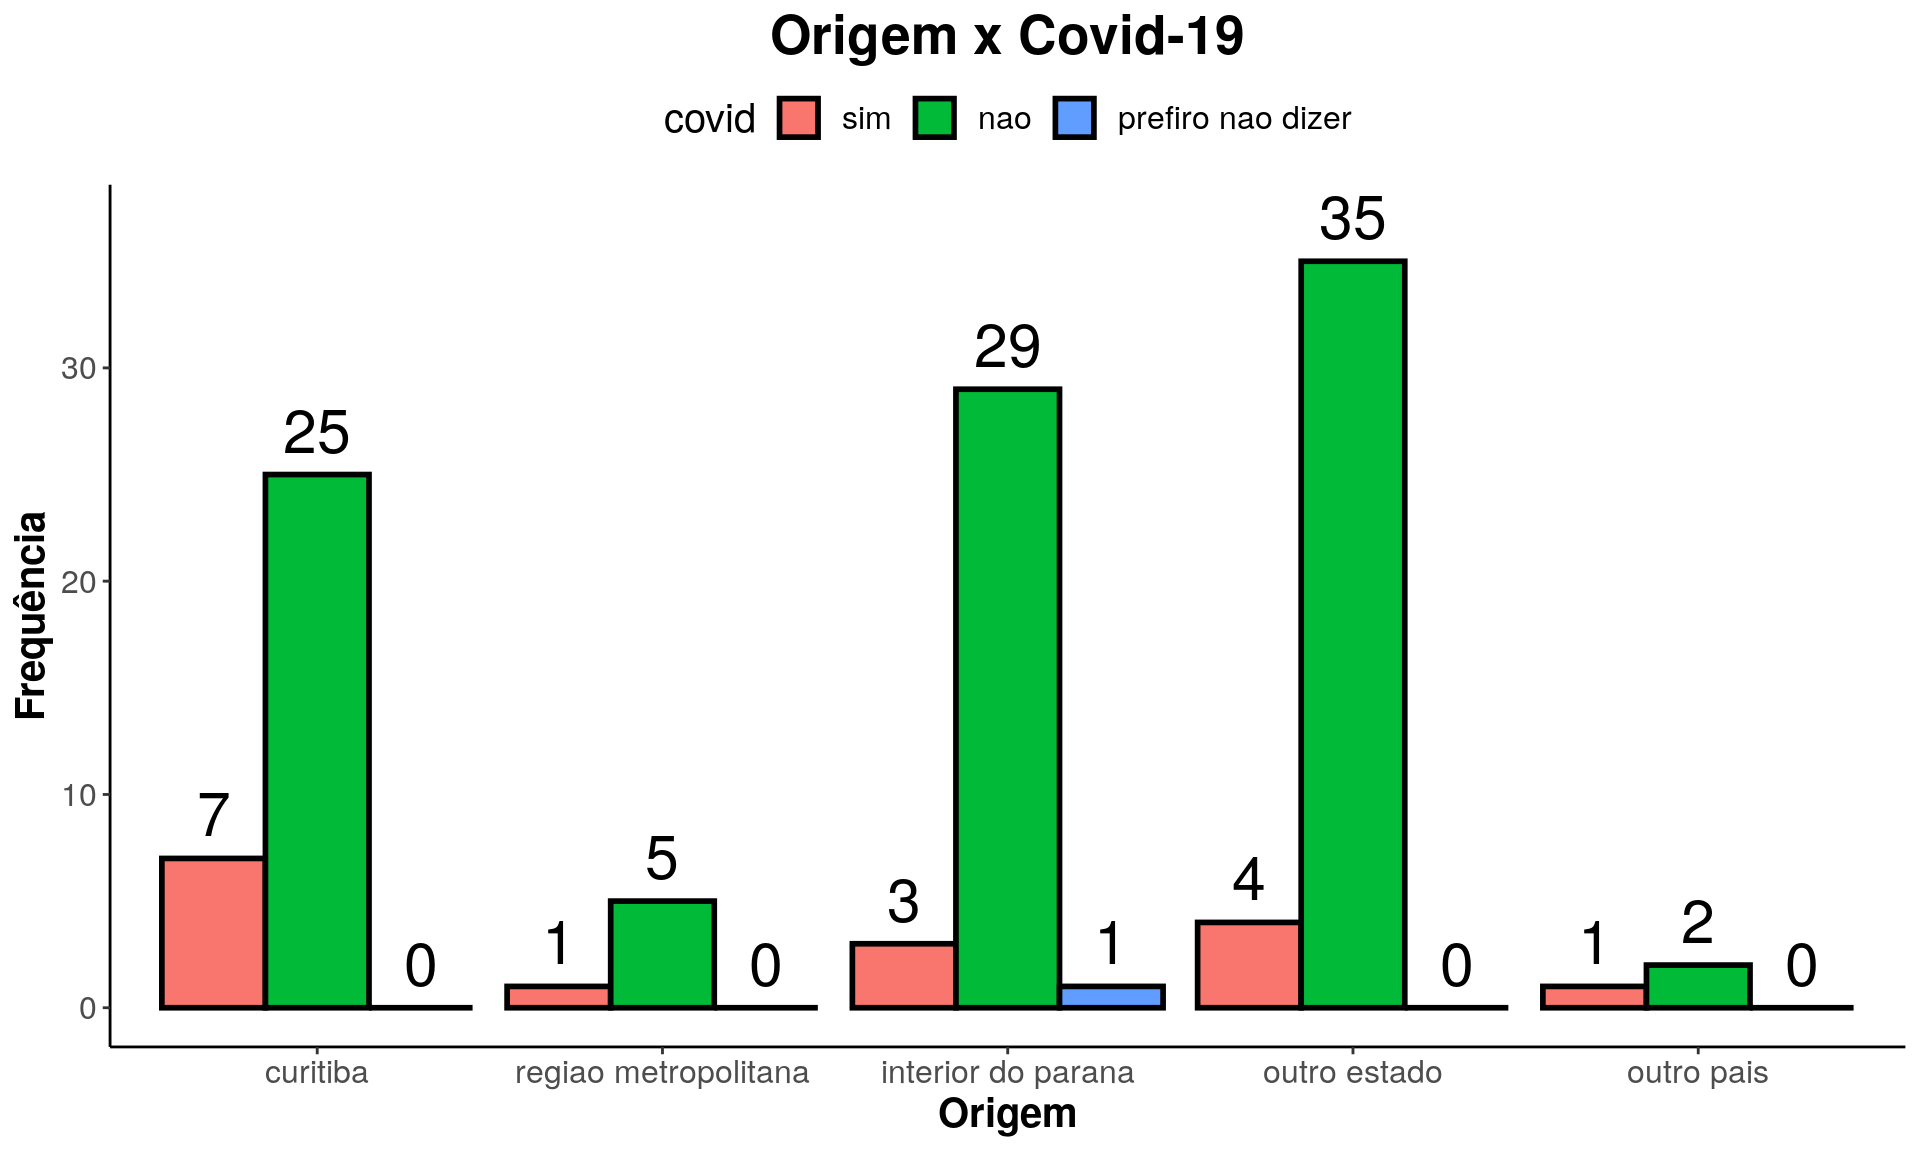 Origem x Covid-19
covid sim nao prefiro nao dizer
Frequência
30
20
10
0
7 25 0
1 5 0
3 29 1
4 35 0
1 2 0
curitiba regiao metropolitana interior do parana outro estado outro pais
Origem